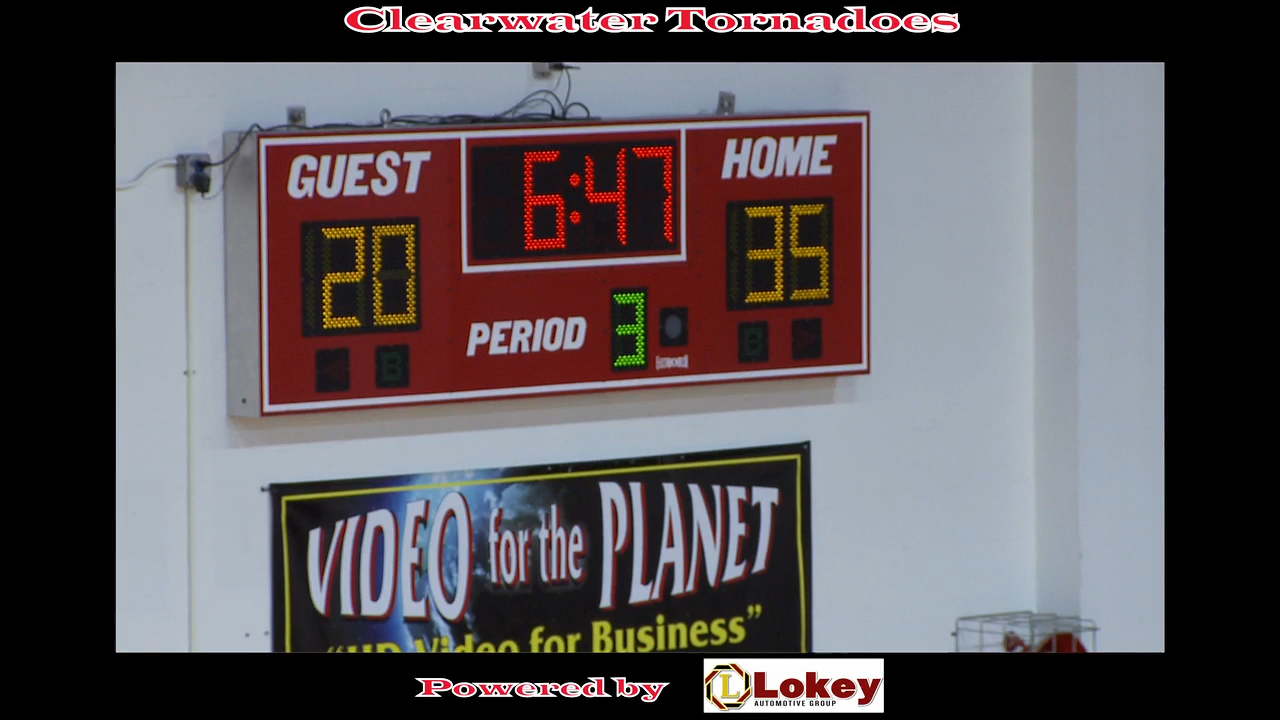 Clearwater Tornadoes
GUEST
6:47
HOME
20
35
PERIOD
3
B
B
VIDEO for the PLANET
“HD Video for Business”
Powered by
L
Lokey
AUTOMOTIVE GROUP